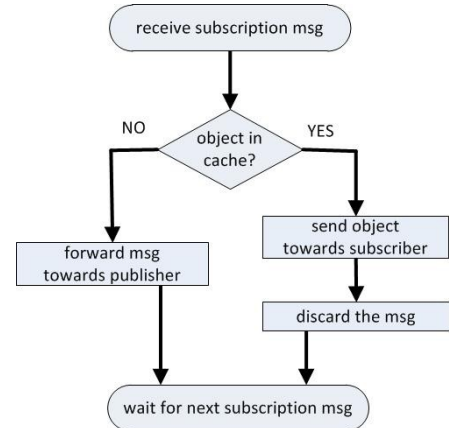 receive subscription msg
NO
object in
cache?
YES
forward msg
towards publisher
send object
towards subscriber
discard the msg
wait for next subscription msg